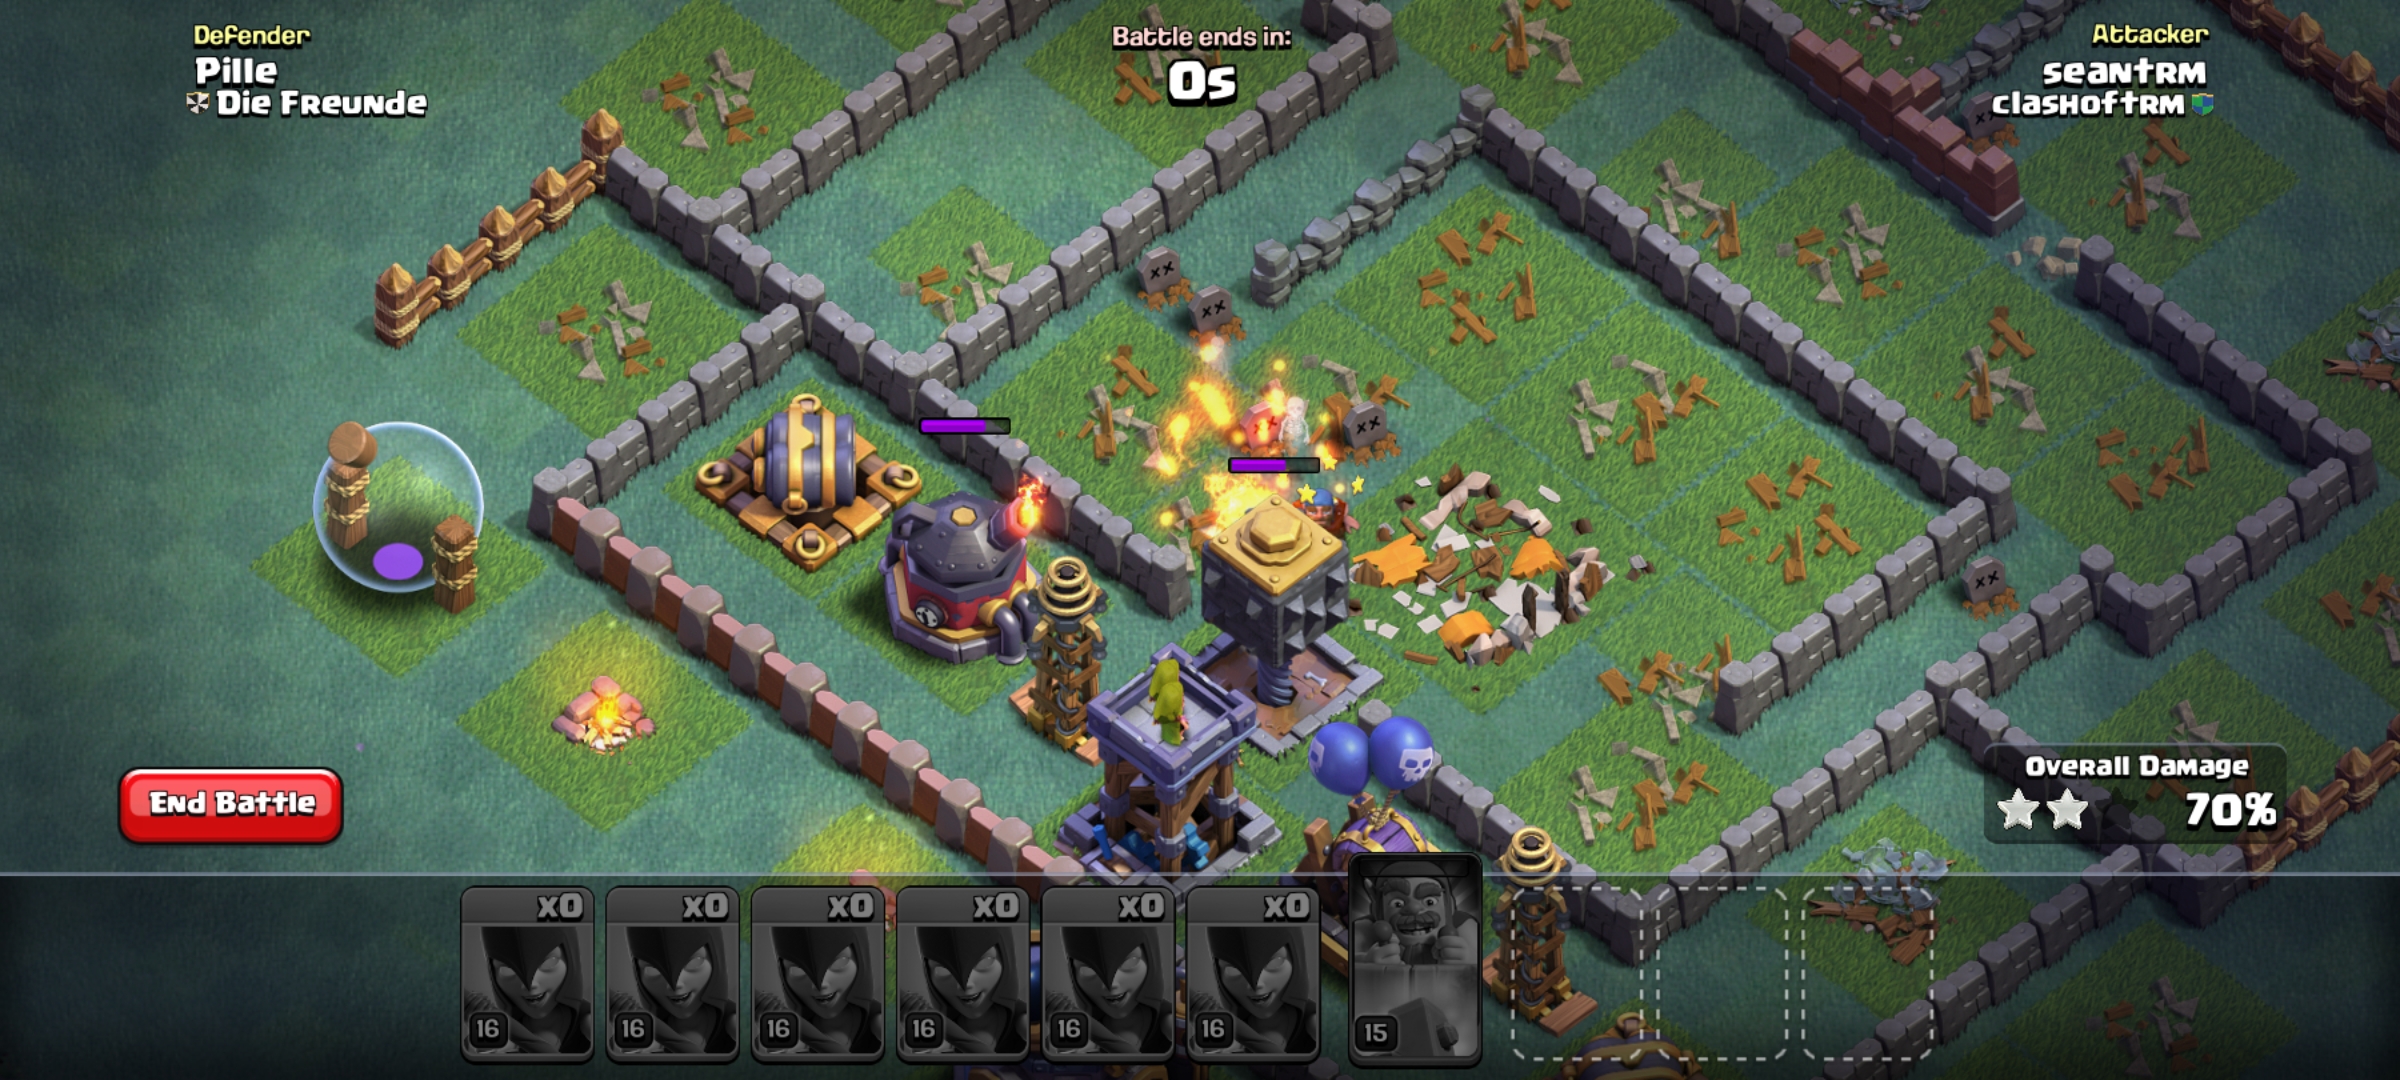 Defender
Pille
Die Freunde
Battle ends in:
0s
Attacker
seantRM
clashoftRM
End Battle
Overall Damage
70%
x0
x0
x0
x0
x0
x0
16
16
16
16
16
16
15